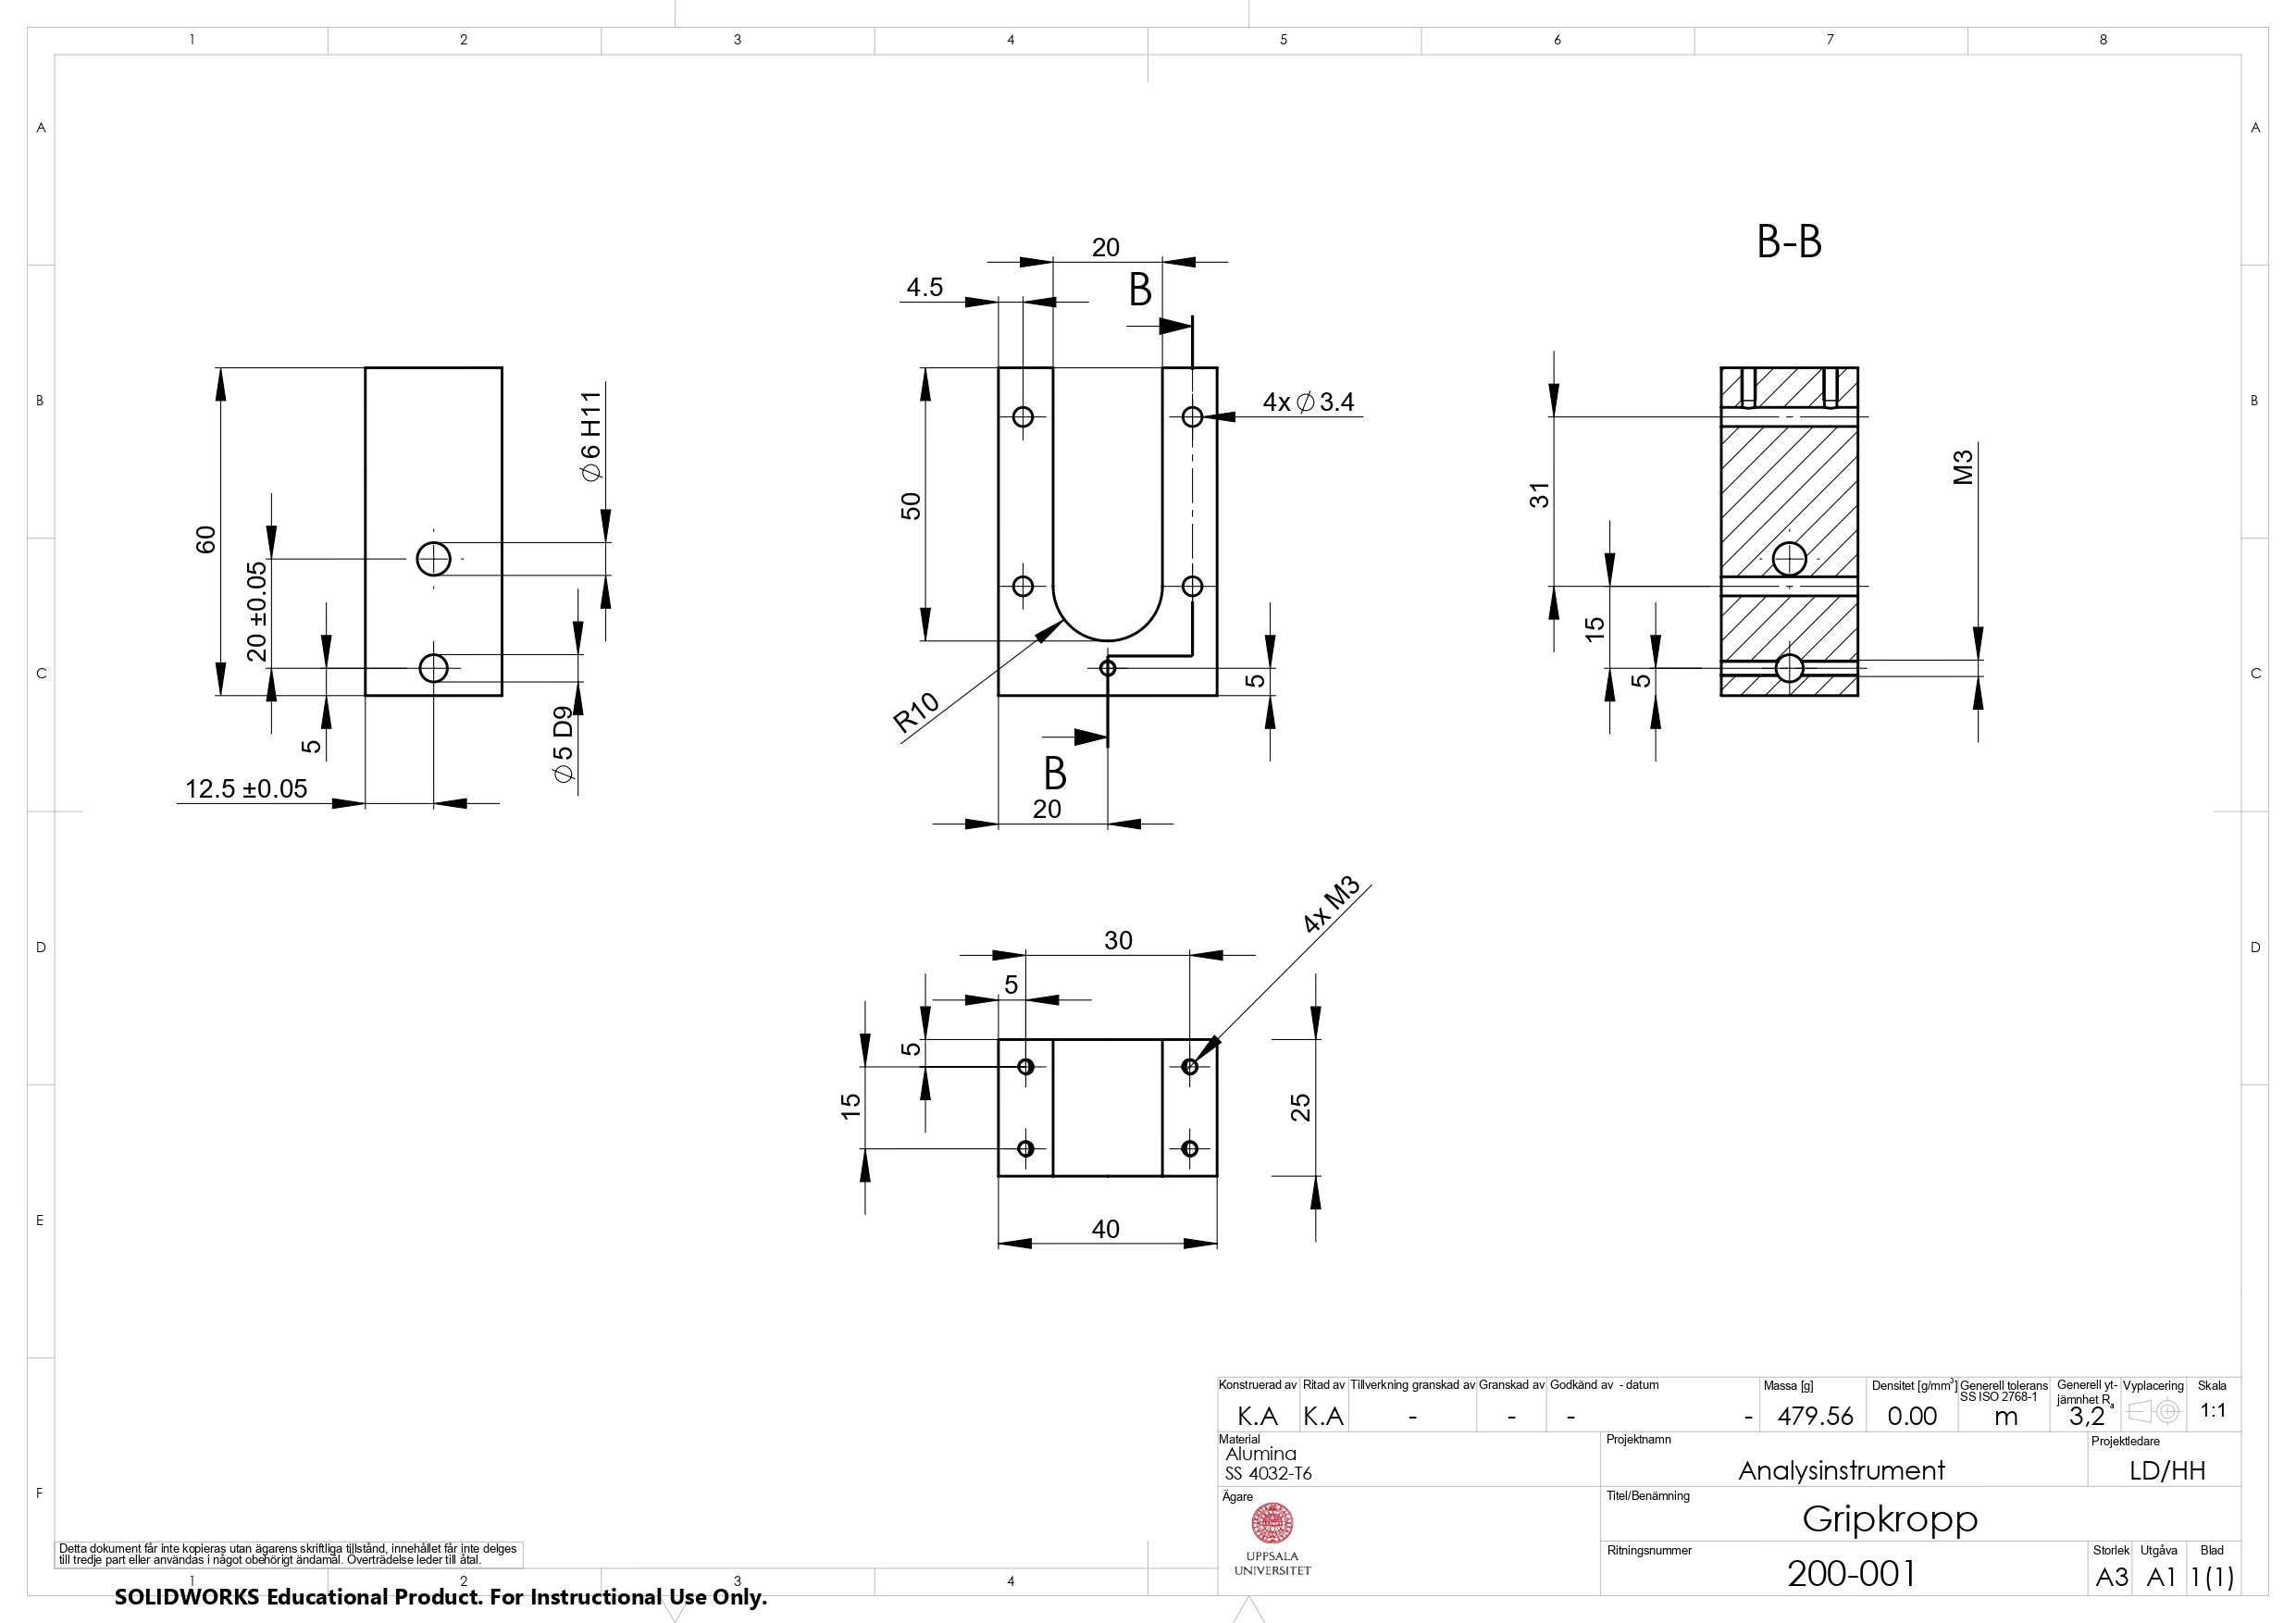 1 2 3 4 5 6 7 8
A A
B B
C C
D D
E
F
60
20 ±0.05
5
12.5 ±0.05
∅6 H11
∅5 D9
20
4.5
B
50
4x ∅3.4
R10
5
B
20
B-B
31
15
5
M3
4x M3
30
5
5
15
25
40
Konstruerad av Ritad av Tillverkning granskad av Granskad av Godkänd av - datum Massa [g] Densitet [g/mm³] Generell tolerans SS ISO 2768-1 Generell yt-jämnhet Ra Vyplacering Skala
K.A K.A - - - - 479.56 0.00 m 3,2 1:1
Material
Alumina
SS 4032-T6
Projektnamn
Analysinstrument
Projektledare
LD/HH
Ägare
UPPSALA
UNIVERSITET
Titel/Benämning
Gripkropp
Ritningsnummer
200-001
Storlek Utgåva Blad
A3 A1 1(1)
Detta dokument får inte kopieras utan ägarens skriftliga tillstånd, innehållet får inte delges
till tredje part eller användas i något obehörigt ändamål. Överträdelse leder till åtal.
1 2 3 4
SOLIDWORKS Educational Product. For Instructional Use Only.